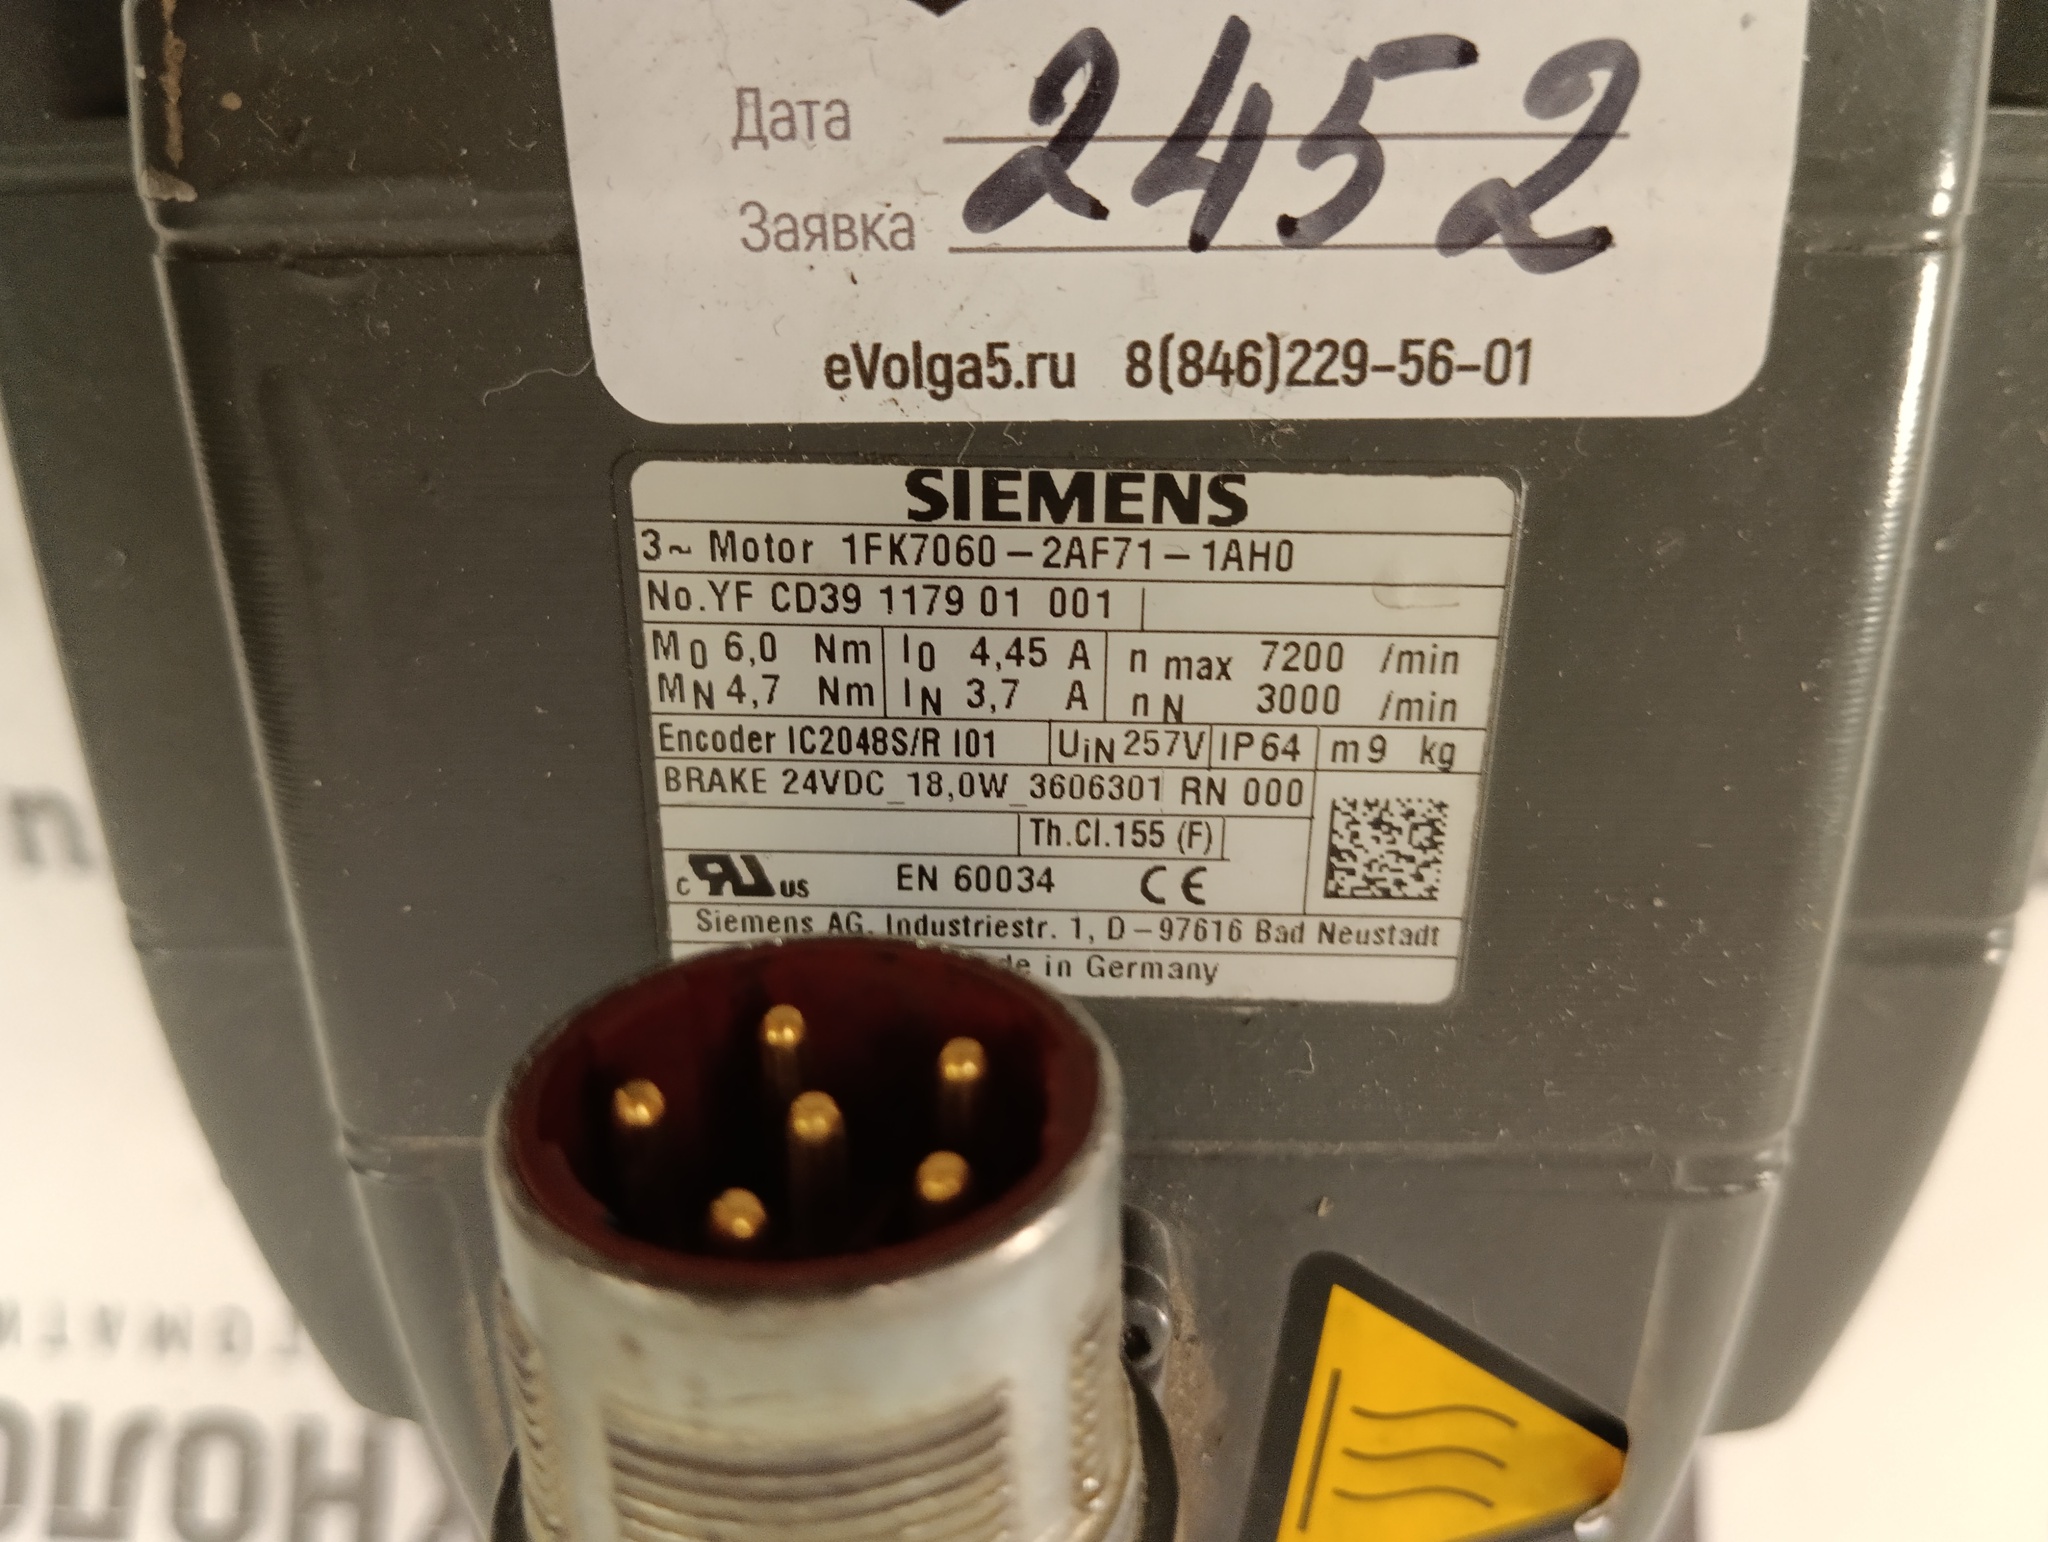 Дата
2452
Заявка
eVolga5.ru 8(846)229-56-01
SIEMENS
3~ Motor 1FK7060-2AF71-1AH0
No.YF CD39 1179 01 001
M0 6,0 Nm I0 4,45 A n max 7200 /min
MN 4,7 Nm IN 3,7 A n N 3000 /min
Encoder IC2048S/R I01 UiN 257V IP64 m 9 kg
BRAKE 24VDC_18,0W_3606301 RN 000
Th.Cl.155 (F)
c RU US EN 60034 CE
Siemens AG, Industriestr. 1, D-97616 Bad Neustadt
in Germany